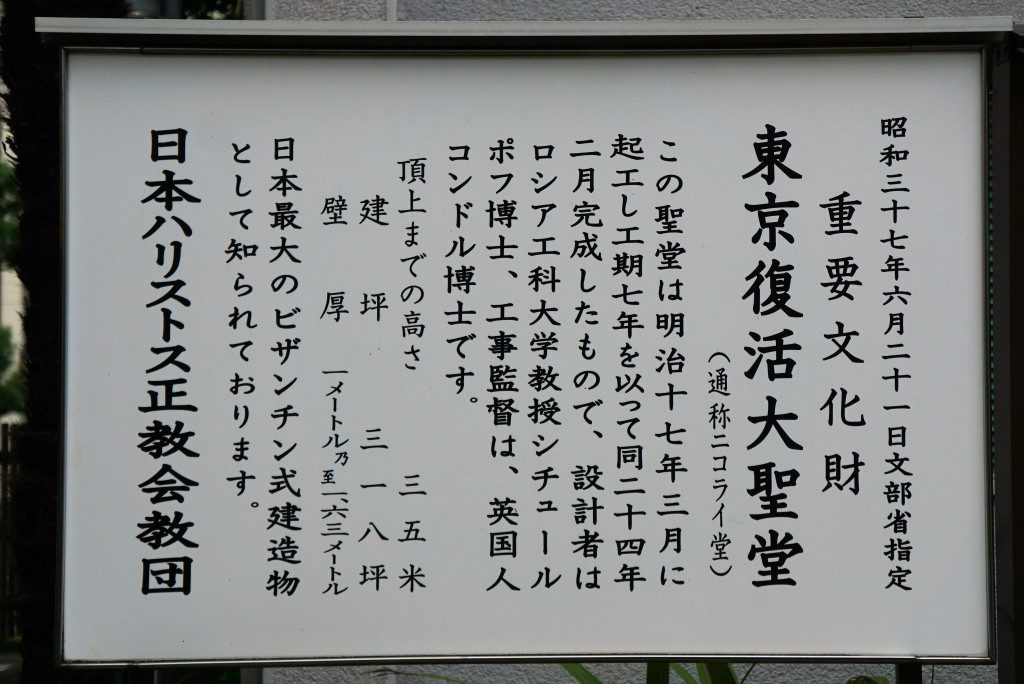 昭和三十七年六月二十一日文部省指定
重要文化財
東京復活大聖堂
（通称ニコライ堂）
この聖堂は明治十七年三月に
起工し工期七年を以って同二十四年
二月完成したもので、設計者は
ロシア工科大学教授シチュール
ポフ博士、工事監督は、英国人
コンドル博士です。
頂上までの高さ 三五米
建坪 三一八坪
壁厚 一メートル乃至一、六三メートル
日本最大のビザンチン式建造物
として知られております。
日本ハリストス正教会教団